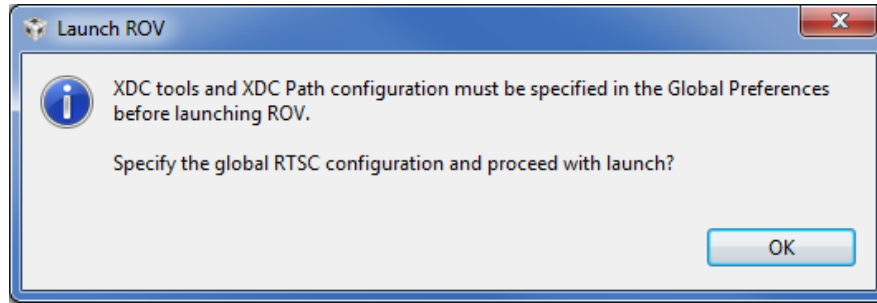 Launch ROV
XDC tools and XDC Path configuration must be specified in the Global Preferences
before launching ROV.
Specify the global RTSC configuration and proceed with launch?
OK